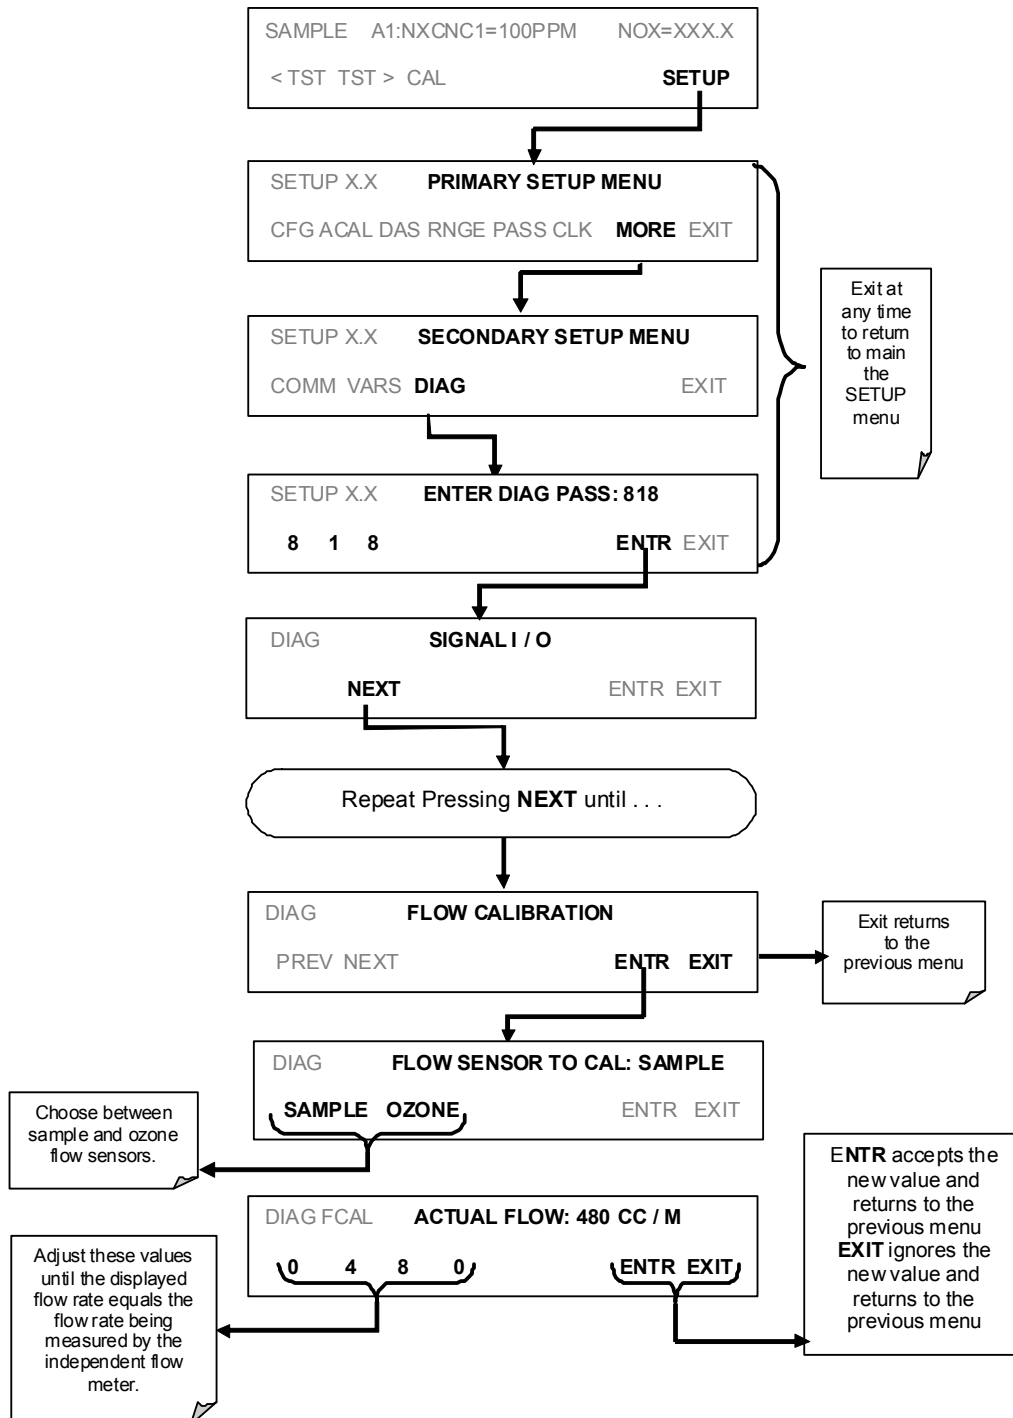 SAMPLE A1:NXCNC1=100PPM NOX=XXX.X
< TST TST > CAL SETUP
SETUP X.X PRIMARY SETUP MENU
CFG ACAL DAS RNGE PASS CLK MORE EXIT
Exit at
any time
to return
to main
the
SETUP
menu
SETUP X.X SECONDARY SETUP MENU
COMM VARS DIAG EXIT
SETUP X.X ENTER DIAG PASS: 818
8 1 8 ENTR EXIT
DIAG SIGNAL I / O
NEXT ENTR EXIT
Repeat Pressing NEXT until . . .
DIAG FLOW CALIBRATION
PREV NEXT ENTR EXIT
Exit returns
to the
previous menu
DIAG FLOW SENSOR TO CAL: SAMPLE
SAMPLE OZONE ENTR EXIT
Choose between
sample and ozone
flow sensors.
DIAG FCAL ACTUAL FLOW: 480 CC / M
0 4 8 0 ENTR EXIT
ENTR accepts the
new value and
returns to the
previous menu
EXIT ignores the
new value and
returns to the
previous menu
Adjust these values
until the displayed
flow rate equals the
flow rate being
measured by the
independent flow
meter.